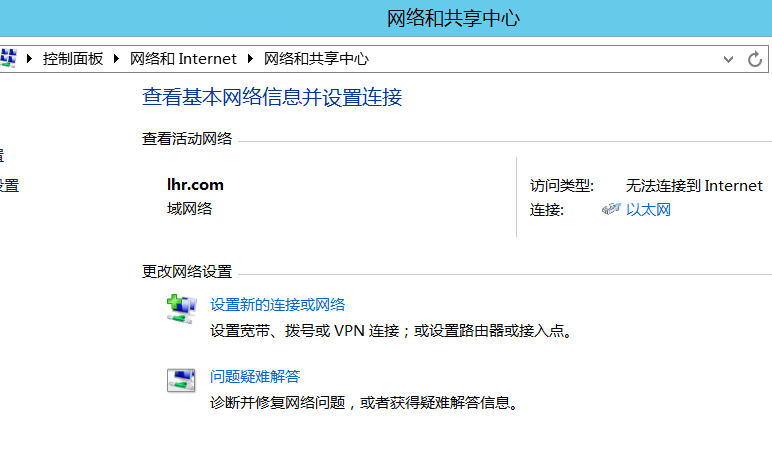 网络和共享中心
控制面板 网络和 Internet 网络和共享中心
查看基本网络信息并设置连接
查看活动网络
置
设置
lhr.com
域网络
访问类型: 无法连接到 Internet
连接: 以太网
更改网络设置
设置新的连接或网络
设置宽带、拨号或 VPN 连接；或设置路由器或接入点。
问题疑难解答
诊断并修复网络问题，或者获得疑难解答信息。